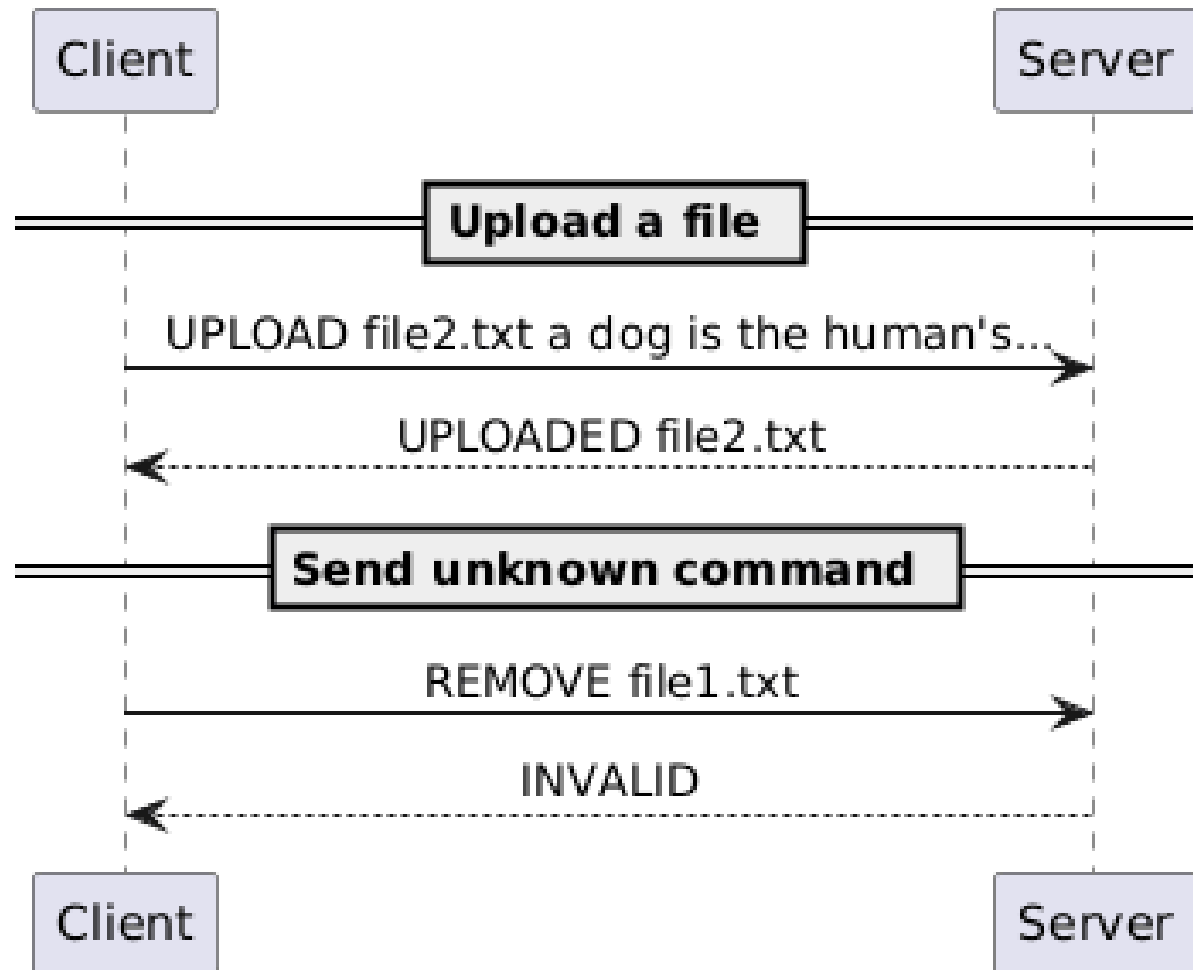 Client
Server
Upload a file
UPLOAD file2.txt a dog is the human's...
UPLOADED file2.txt
Send unknown command
REMOVE file1.txt
INVALID
Client
Server